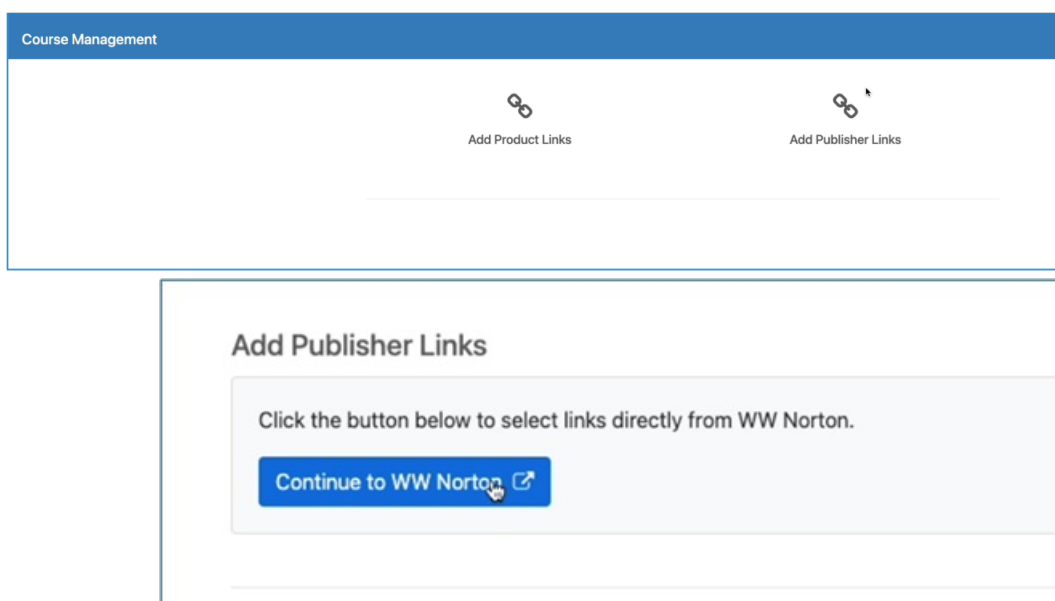 Course Management
Add Product Links
Add Publisher Links
Add Publisher Links
Click the button below to select links directly from WW Norton.
Continue to WW Norton